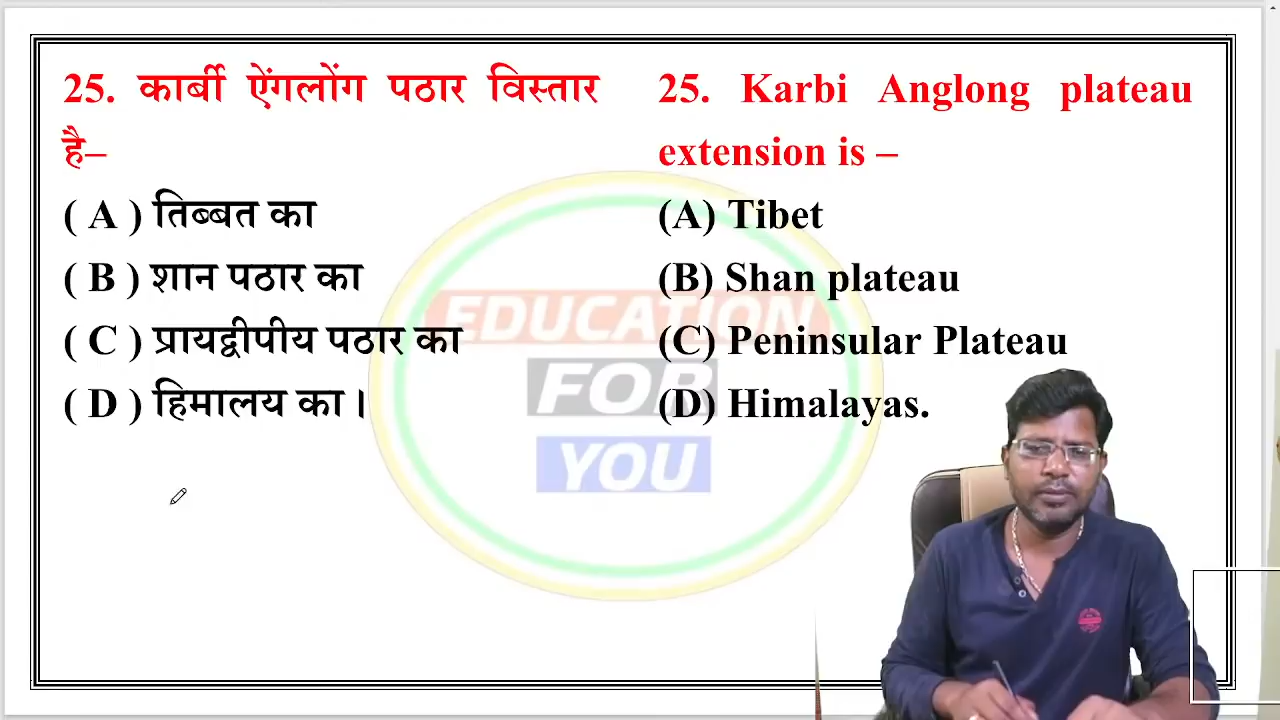 25. कार्बी ऐंगलोंग पठार विस्तार
है–
( A ) तिब्बत का
( B ) शान पठार का
( C ) प्रायद्वीपीय पठार का
( D ) हिमालय का।
25. Karbi Anglong plateau
extension is –
(A) Tibet
(B) Shan plateau
(C) Peninsular Plateau
(D) Himalayas.
EDUCATION
FOR
YOU